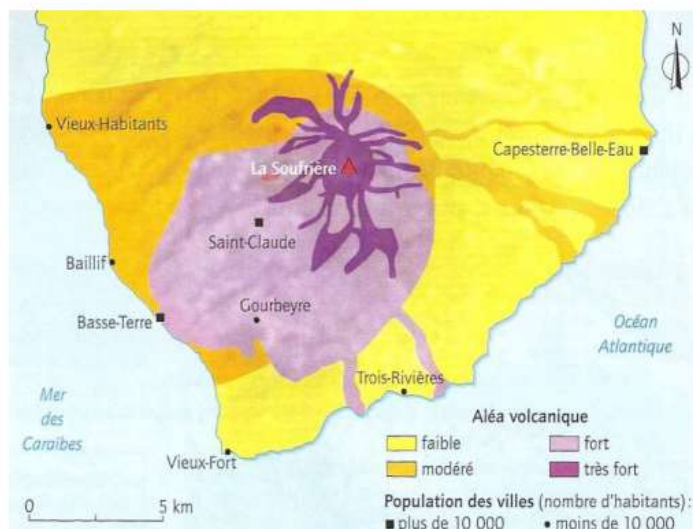 N
Vieux-Habitants
Capesterre-Belle-Eau
La Soufrière
Saint-Claude
Baillif
Gourbeyre
Basse-Terre
Océan
Atlantique
Trois-Rivières
Mer
des
Caraïbes
Aléa volcanique
faible
fort
modéré
très fort
Vieux-Fort
0 5 km
Population des villes (nombre d'habitants) :
plus de 10 000
moins de 10 000